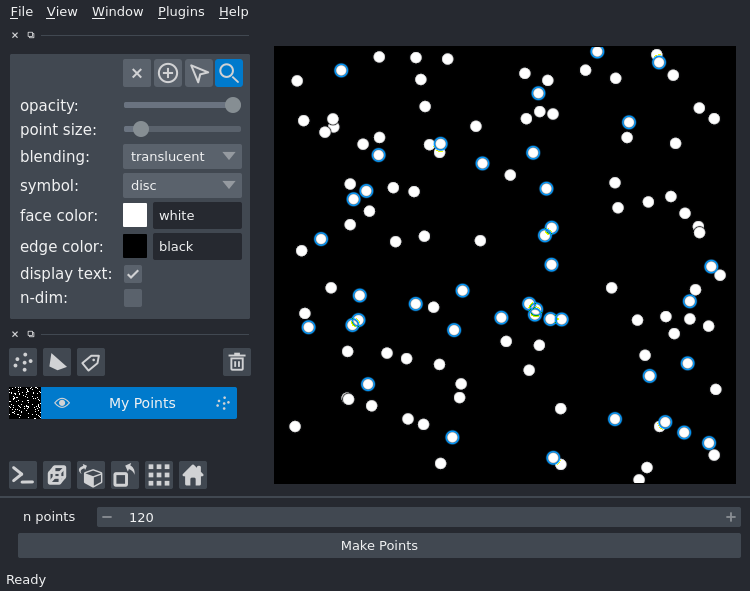 File View Window Plugins Help
opacity:
point size:
blending: translucent
symbol: disc
face color: white
edge color: black
display text:
n-dim:
My Points
n points 120
Make Points
Ready